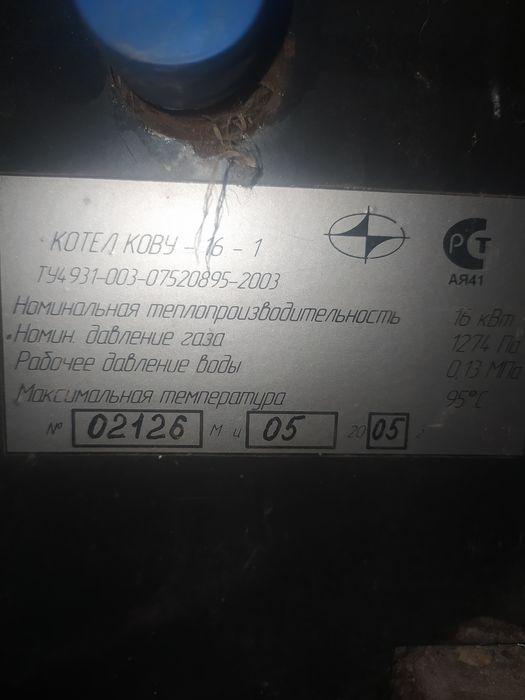 КОТЕЛ КОВУ - 16 - 1
РСТ
АЯ41
ТУ4931-003-07520895-2003
Номинальная теплопроизводительность 16 кВт
Номин. давление газа 1274 Па
Рабочее давление воды 0,13 МПа
Максимальная температура 95°С
№ 02126 М ц 05 2005 г